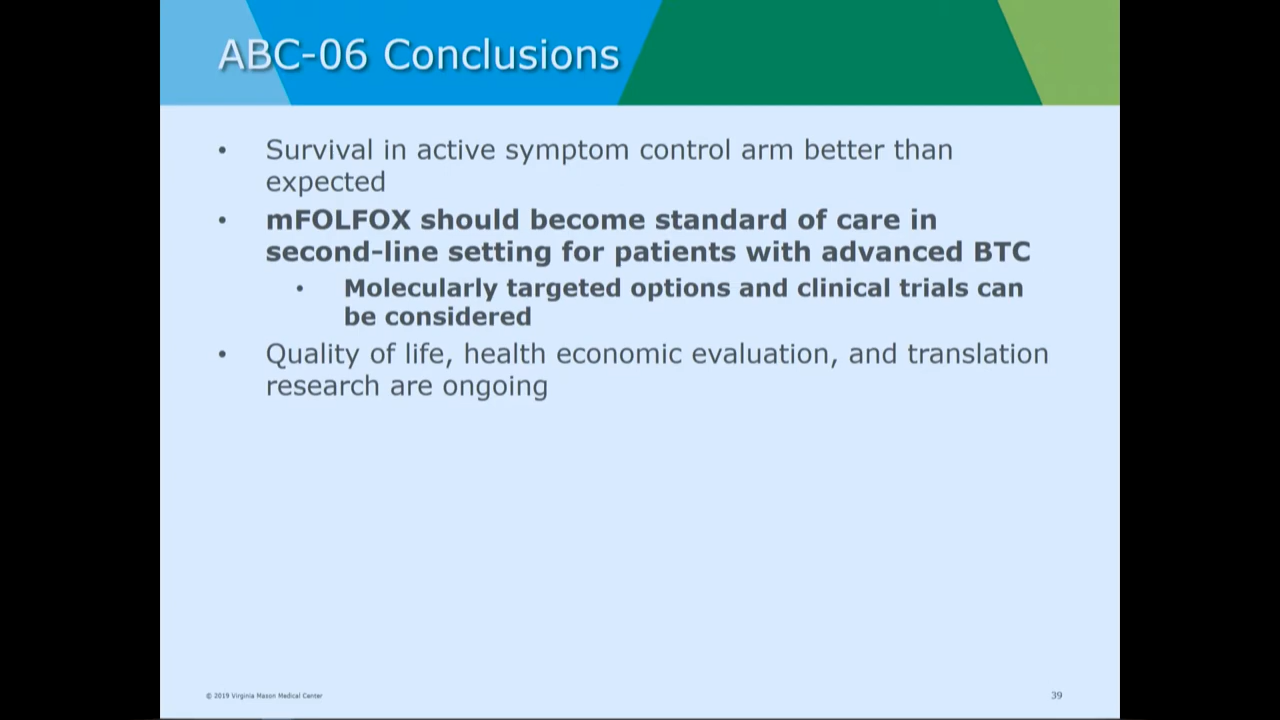 ABC-06 Conclusions
• Survival in active symptom control arm better than
expected
• mFOLFOX should become standard of care in
second-line setting for patients with advanced BTC
• Molecularly targeted options and clinical trials can
be considered
• Quality of life, health economic evaluation, and translation
research are ongoing
© 2019 Virginia Mason Medical Center
39